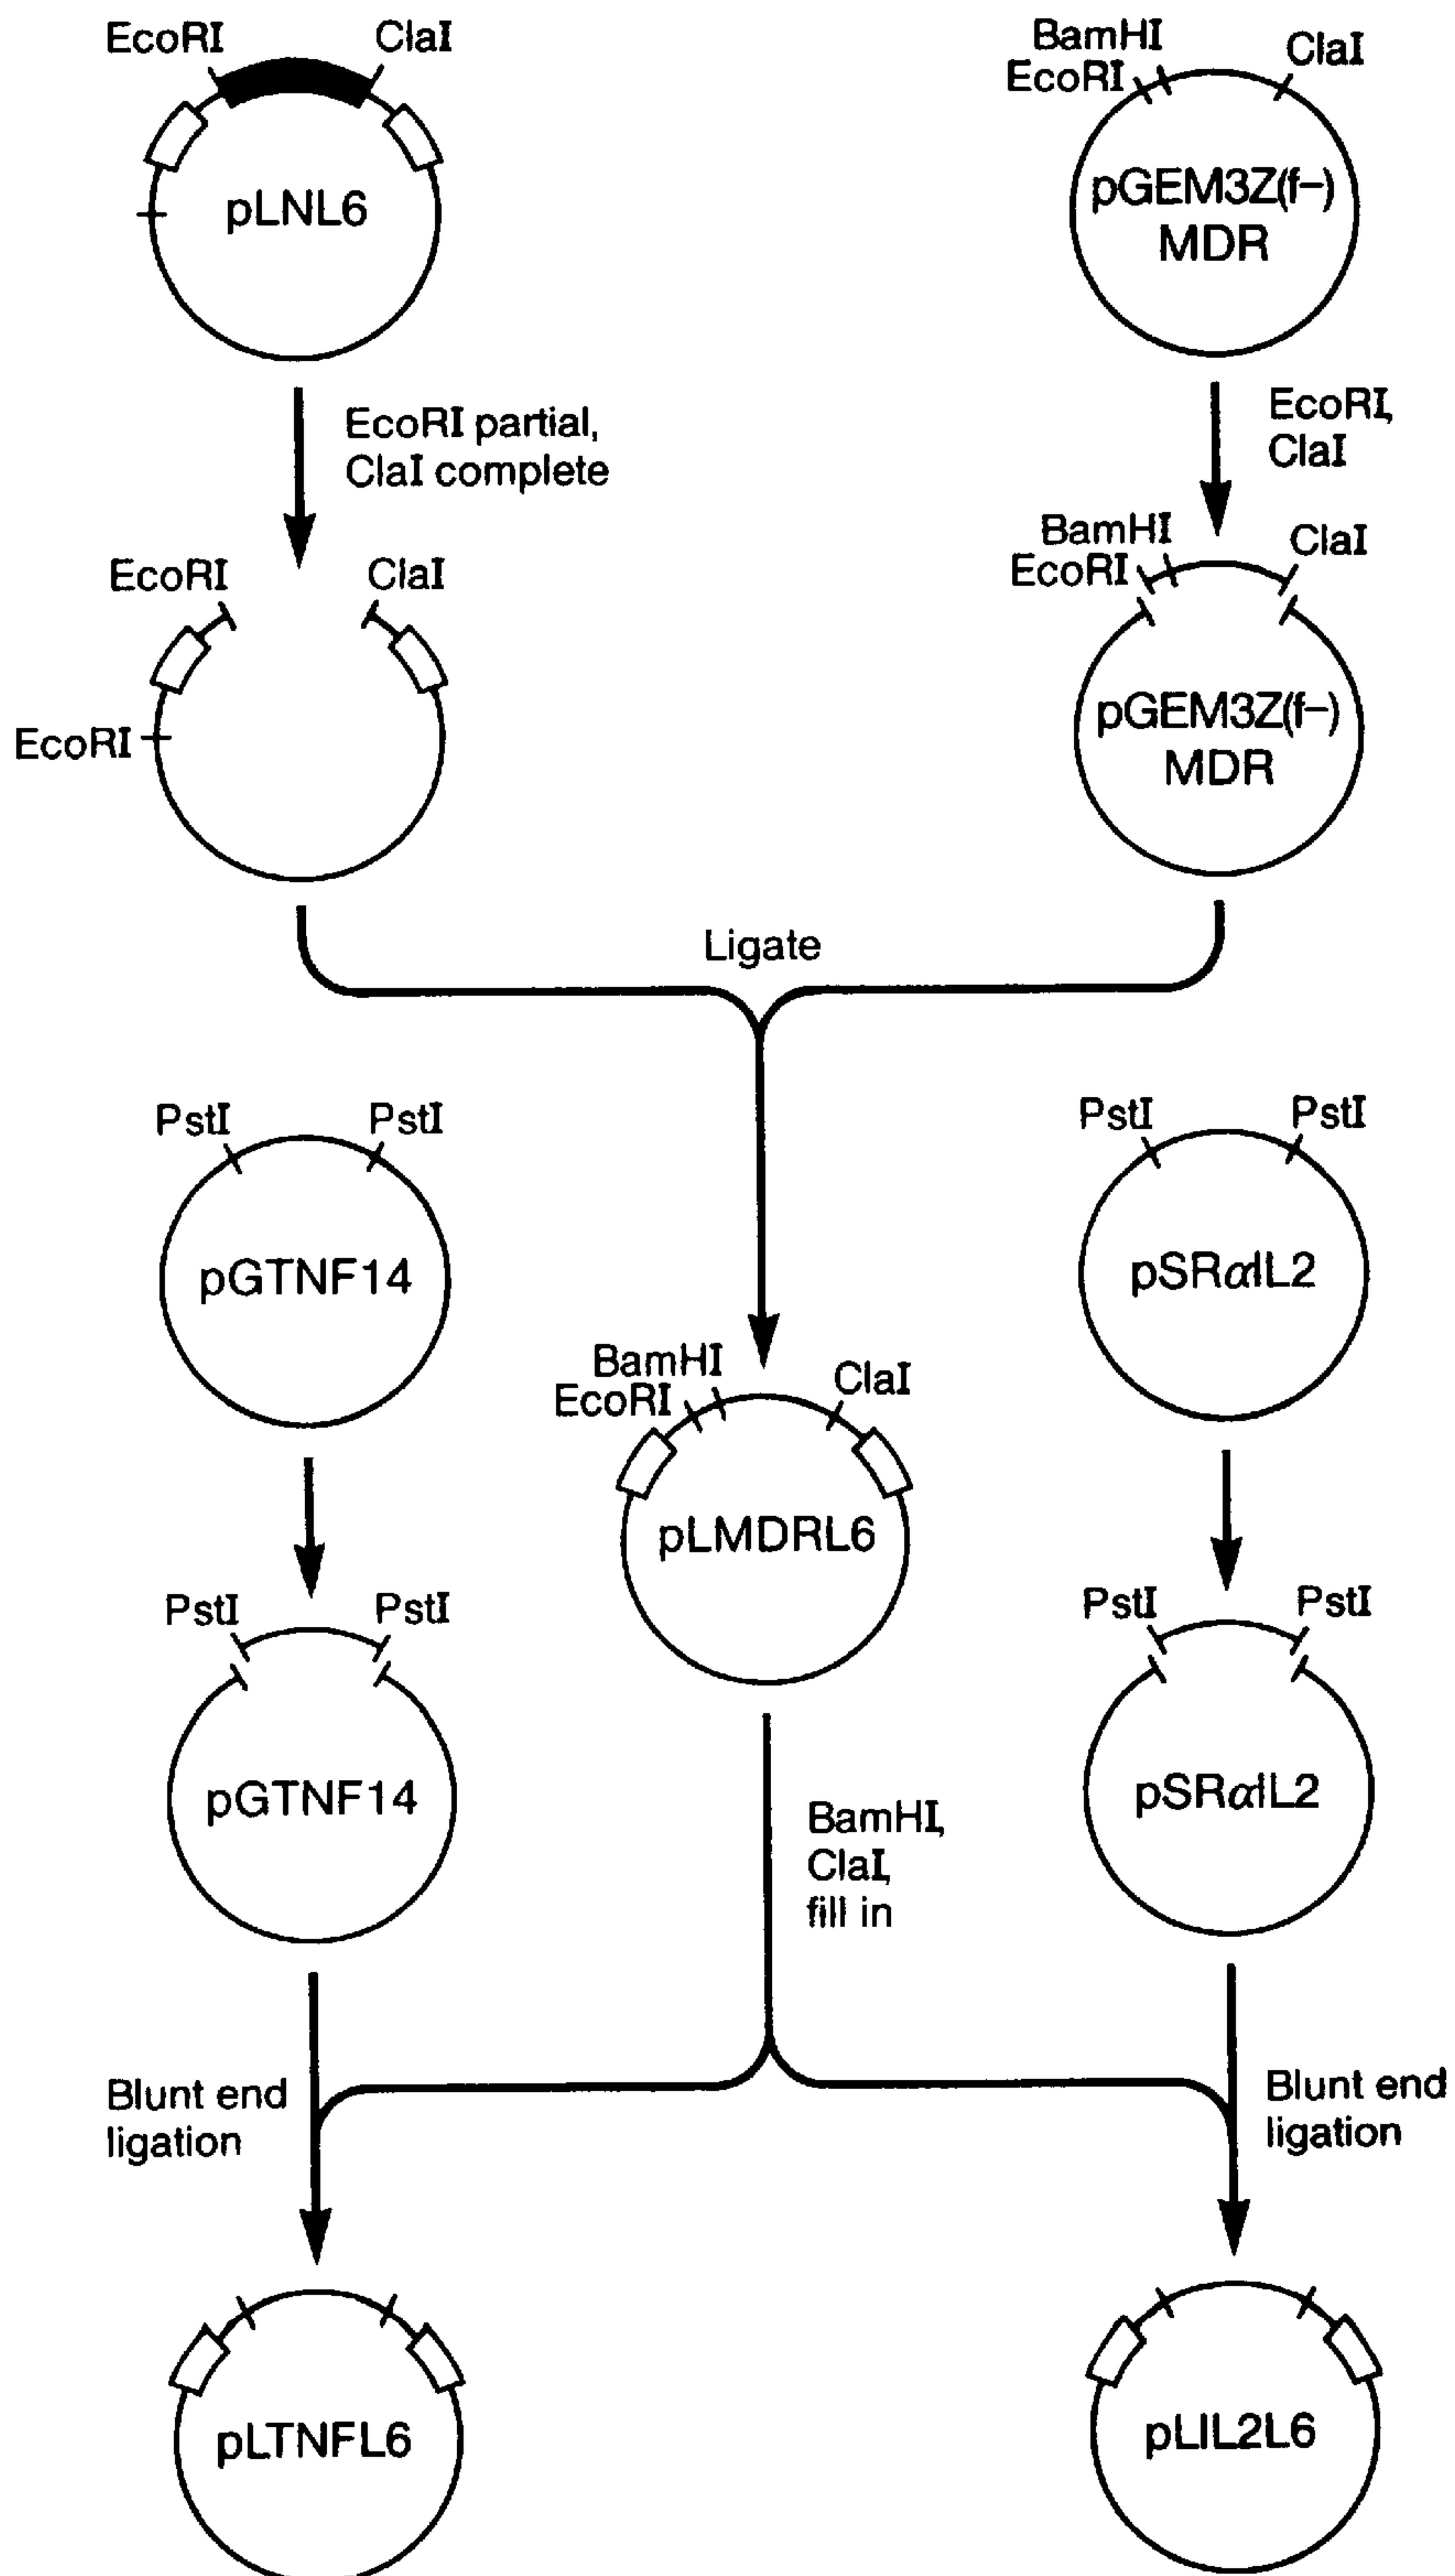 EcoRI
ClaI
pLNL6
BamHI
EcoRI
ClaI
pGEM3Z(f–)
MDR
EcoRI partial,
ClaI complete
EcoRI,
ClaI
EcoRI
ClaI
EcoRI
BamHI
EcoRI
ClaI
pGEM3Z(f–)
MDR
Ligate
PstI
PstI
pGTNF14
PstI
PstI
pSRαIL2
BamHI
EcoRI
ClaI
pLMDRL6
PstI
PstI
pGTNF14
PstI
PstI
pSRαIL2
BamHI,
ClaI,
fill in
Blunt end
ligation
Blunt end
ligation
pLTNFL6
pLIL2L6